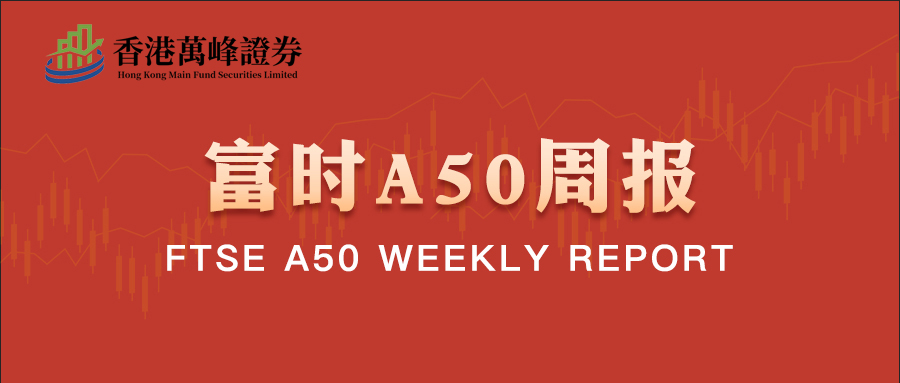 香港萬峰證券
Hong Kong Main Fund Securities Limited
富时A50周报
FTSE A50 WEEKLY REPORT